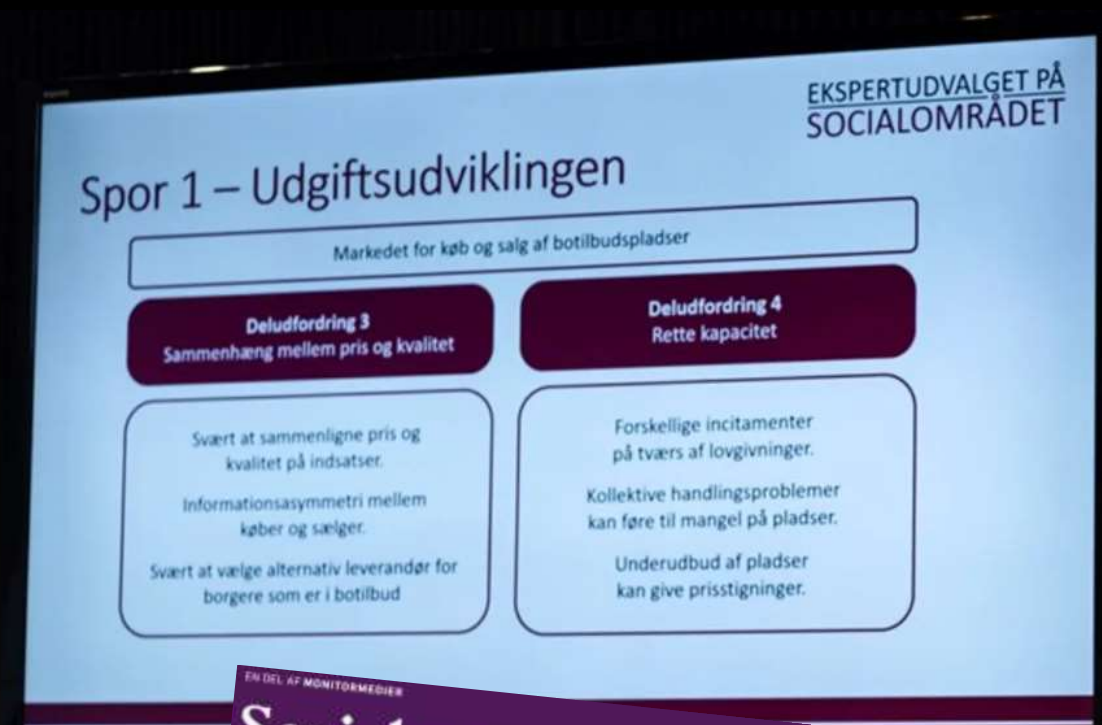 EKSPERTUDVALGET PÅ
SOCIALOMRÅDET
Spor 1 – Udgiftsudviklingen
Markedet for køb og salg af botilbudspladser
Deludfordring 3
Sammenhæng mellem pris og kvalitet
Svært at sammenligne pris og
kvalitet på indsatser.
Informationsasymmetri mellem
køber og sælger.
Svært at vælge alternativ leverandør for
borgere som er i botilbud
Deludfordring 4
Rette kapacitet
Forskellige incitamenter
på tværs af lovgivninger.
Kollektive handlingsproblemer
kan føre til mangel på pladser.
Underudbud af pladser
kan give prisstigninger.
EN DEL AF MONITORMEDIER